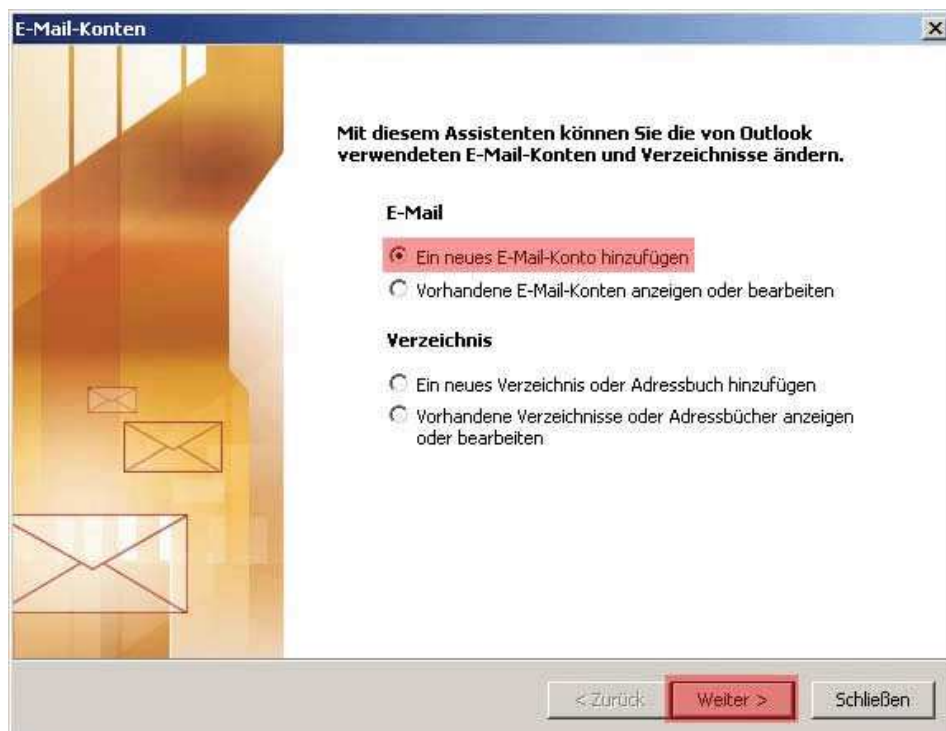 E-Mail-Konten
Mit diesem Assistenten können Sie die von Outlook
verwendeten E-Mail-Konten und Verzeichnisse ändern.
E-Mail
Ein neues E-Mail-Konto hinzufügen
Vorhandene E-Mail-Konten anzeigen oder bearbeiten
Verzeichnis
Ein neues Verzeichnis oder Adressbuch hinzufügen
Vorhandene Verzeichnisse oder Adressbücher anzeigen
oder bearbeiten
< Zurück
Weiter >
Schließen